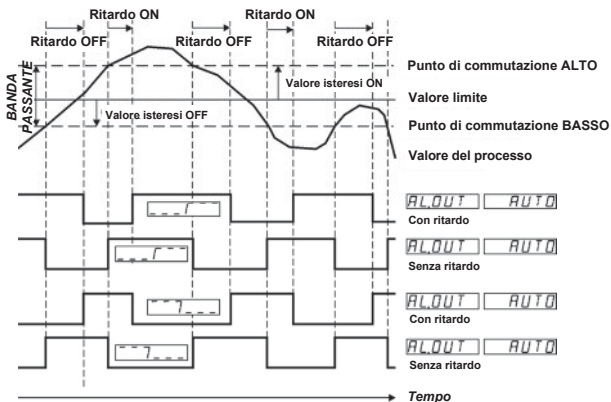 Ritardo ON
Ritardo ON
Ritardo OFF
Ritardo OFF
Ritardo OFF
Punto di commutazione ALTO
Valore isteresi ON
Valore limite
BANDA PASSANTE
Valore isteresi OFF
Punto di commutazione BASSO
Valore del processo
AL.OUT AUTO
Con ritardo
AL.OUT AUTO
Senza ritardo
AL.OUT AUTO
Con ritardo
AL.OUT AUTO
Senza ritardo
Tempo